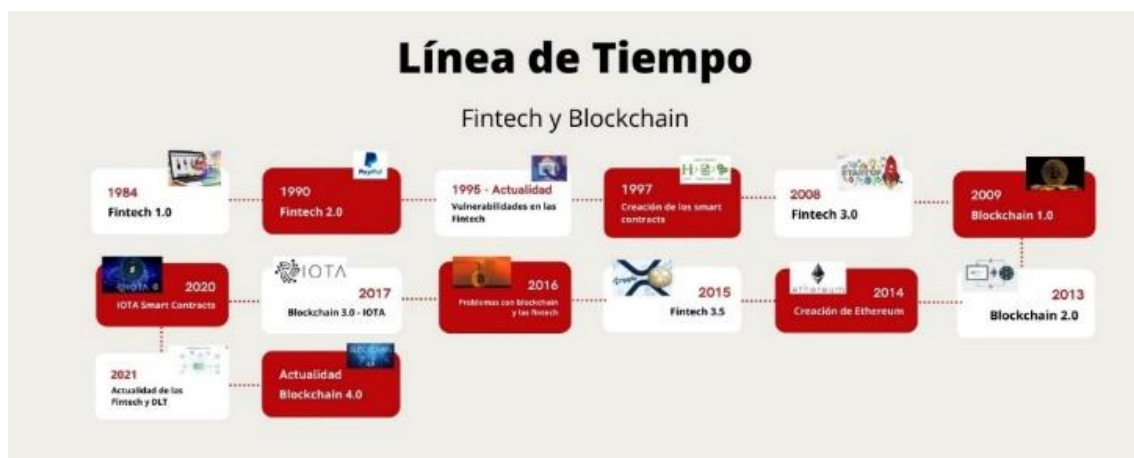 Línea de Tiempo
Fintech y Blockchain
1984
Fintech 1.0
PayPal
1990
Fintech 2.0
1995 - Actualidad
Vulnerabilidades en las
Fintech
1997
Creación de los smart
contracts
STARTUP
2008
Fintech 3.0
2009
Blockchain 1.0
2013
Blockchain 2.0
ethereum
2014
Creación de Ethereum
2015
Fintech 3.5
2016
Problemas con blockchain
y las fintech
IOTA
2017
Blockchain 3.0 - IOTA
IOTA
2020
IOTA Smart Contracts
2021
Actualidad de las
Fintech y DLT
Actualidad
Blockchain 4.0